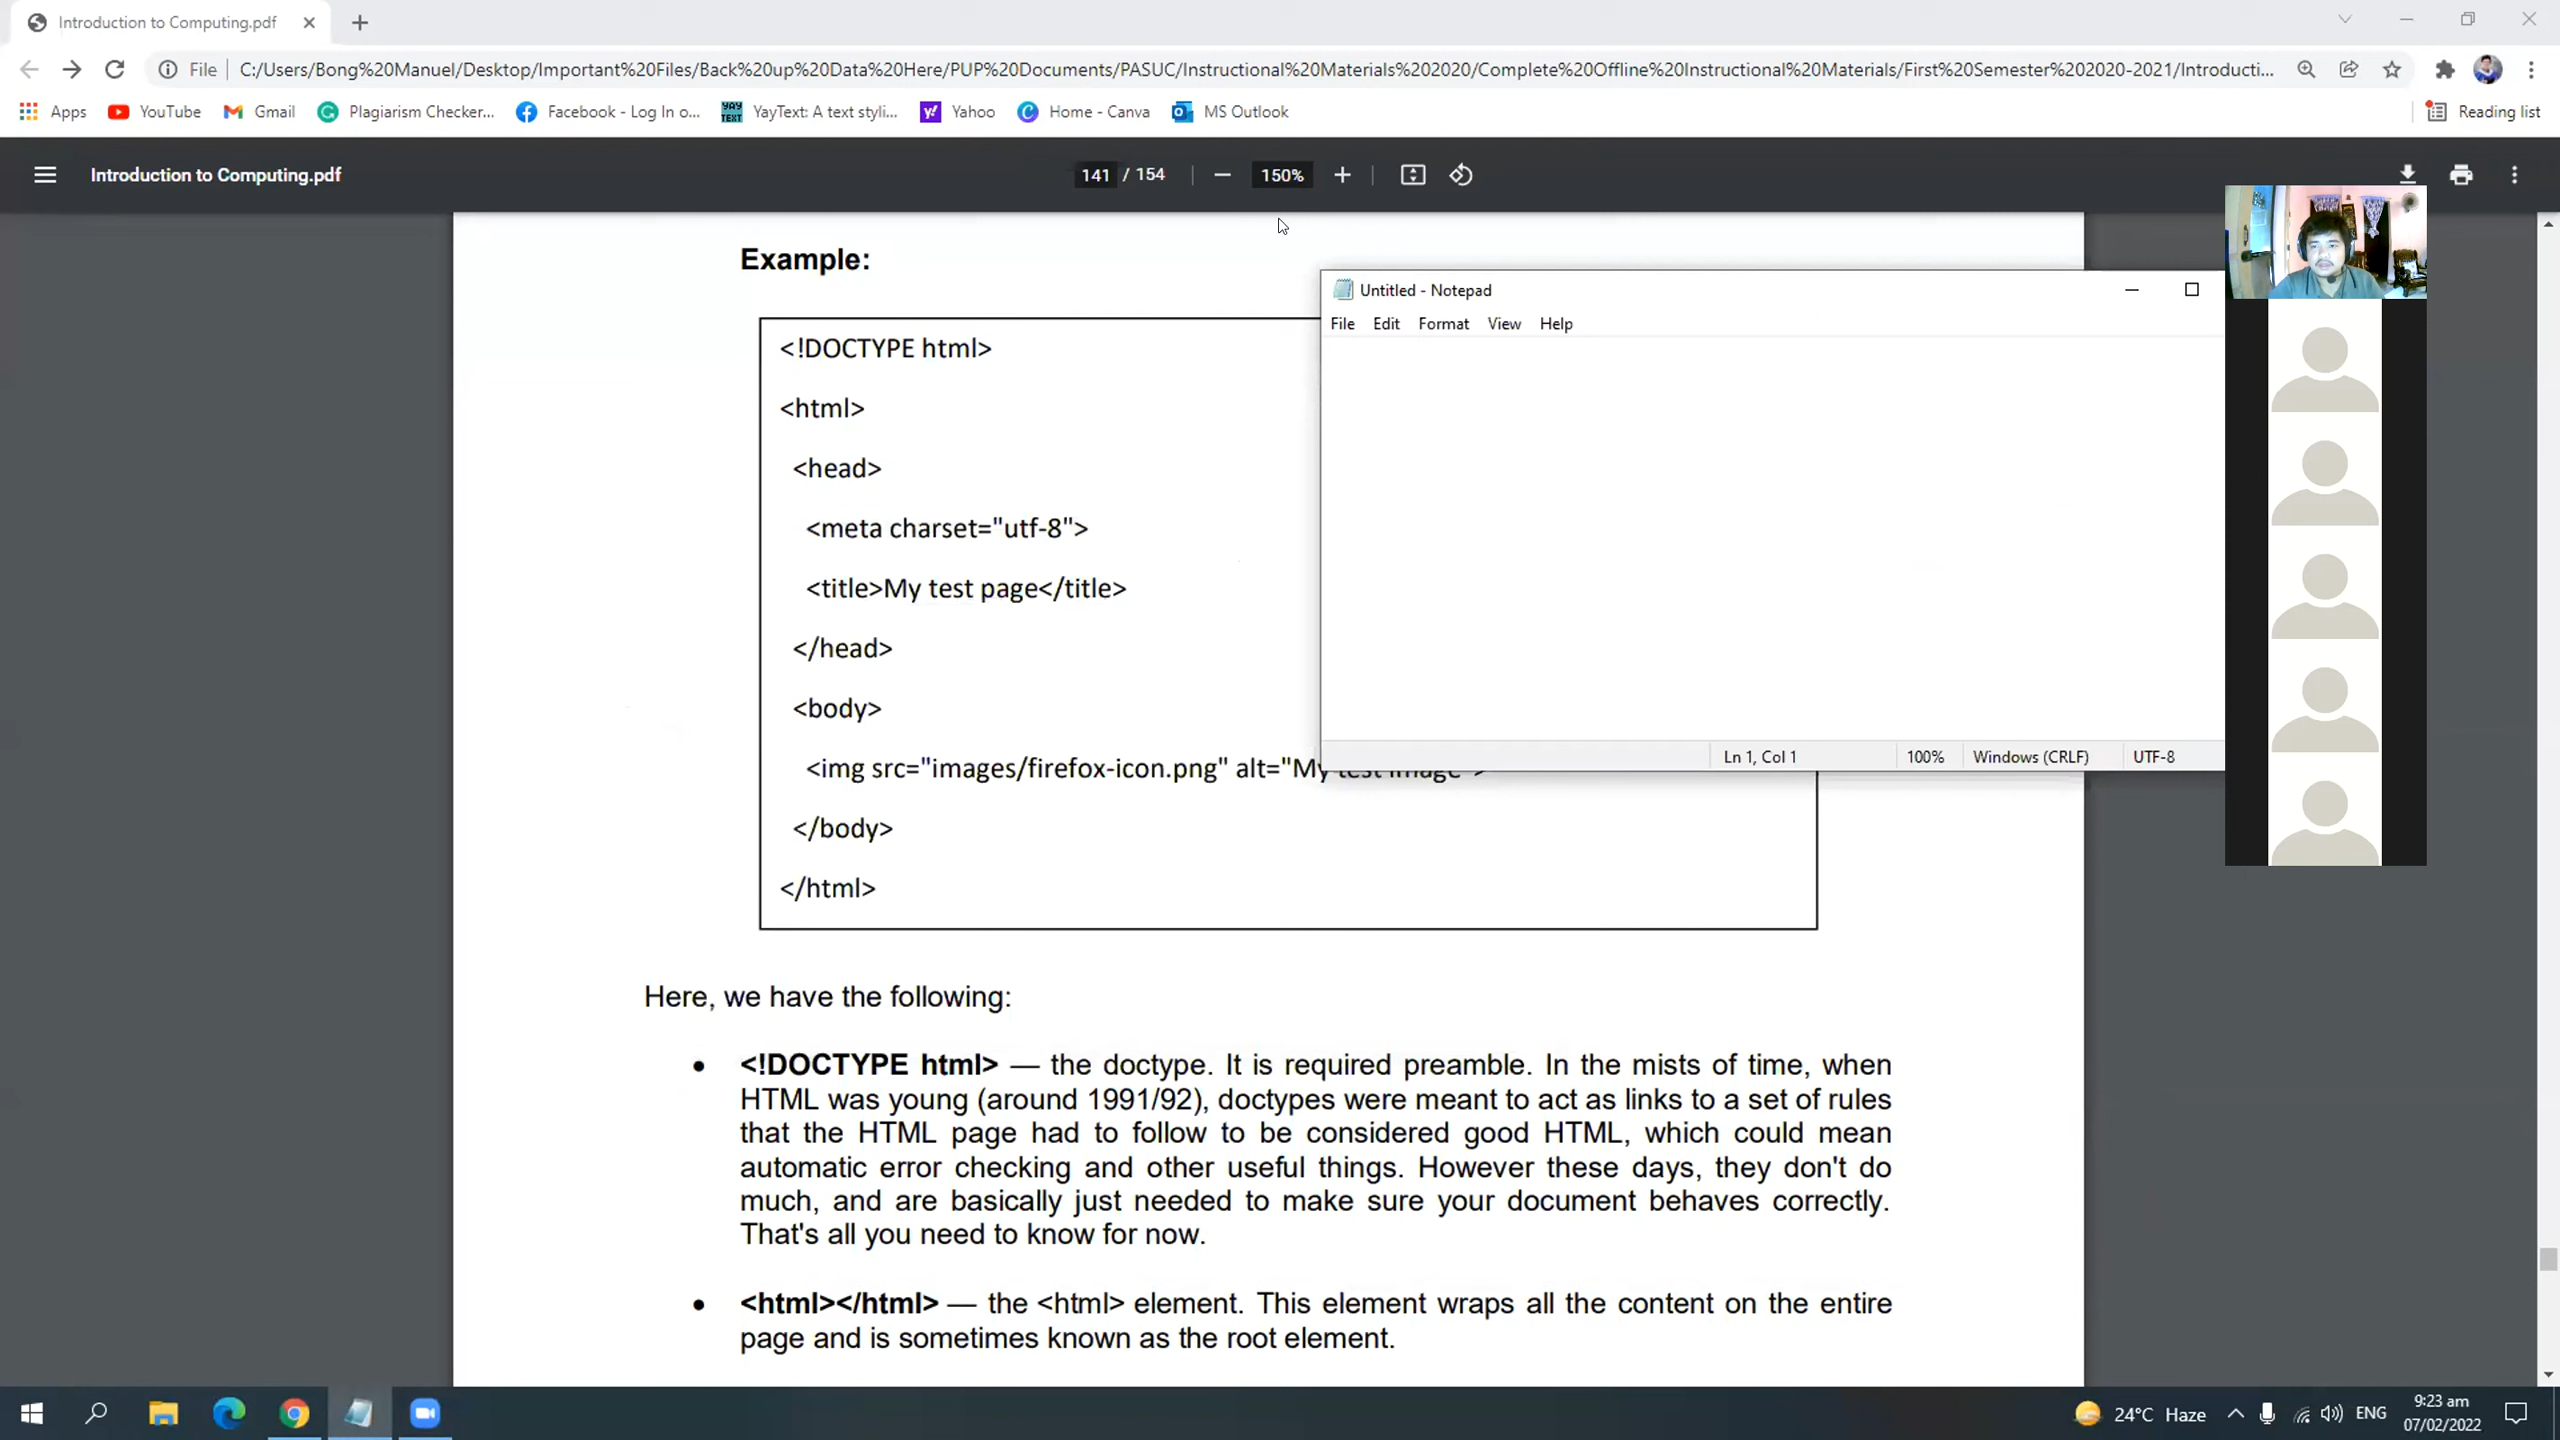 Introduction to Computing.pdf
File C:/Users/Bong%20Manuel/Desktop/Important%20Files/Back%20up%20Data%20Here/PUP%20Documents/PASUC/Instructional%20Materials%202020/Complete%20Offline%20Instructional%20Materials/First%20Semester%202020-2021/Introducti...
Apps YouTube Gmail Plagiarism Checker... Facebook - Log In o... YAY TEXT YayText: A text styli... Yahoo Home - Canva MS Outlook Reading list
Introduction to Computing.pdf 141 / 154 150%
Example:
Untitled - Notepad
File Edit Format View Help
<!DOCTYPE html>
<html>
<head>
<meta charset="utf-8">
<title>My test page</title>
</head>
<body>
Ln 1, Col 1 100% Windows (CRLF) UTF-8
<img src="images/firefox-icon.png" alt="My test image">
</body>
</html>
Here, we have the following:
• <!DOCTYPE html> — the doctype. It is required preamble. In the mists of time, when
HTML was young (around 1991/92), doctypes were meant to act as links to a set of rules
that the HTML page had to follow to be considered good HTML, which could mean
automatic error checking and other useful things. However these days, they don't do
much, and are basically just needed to make sure your document behaves correctly.
That's all you need to know for now.
• <html></html> — the <html> element. This element wraps all the content on the entire
page and is sometimes known as the root element.
24°C Haze ENG 9:23 am
07/02/2022